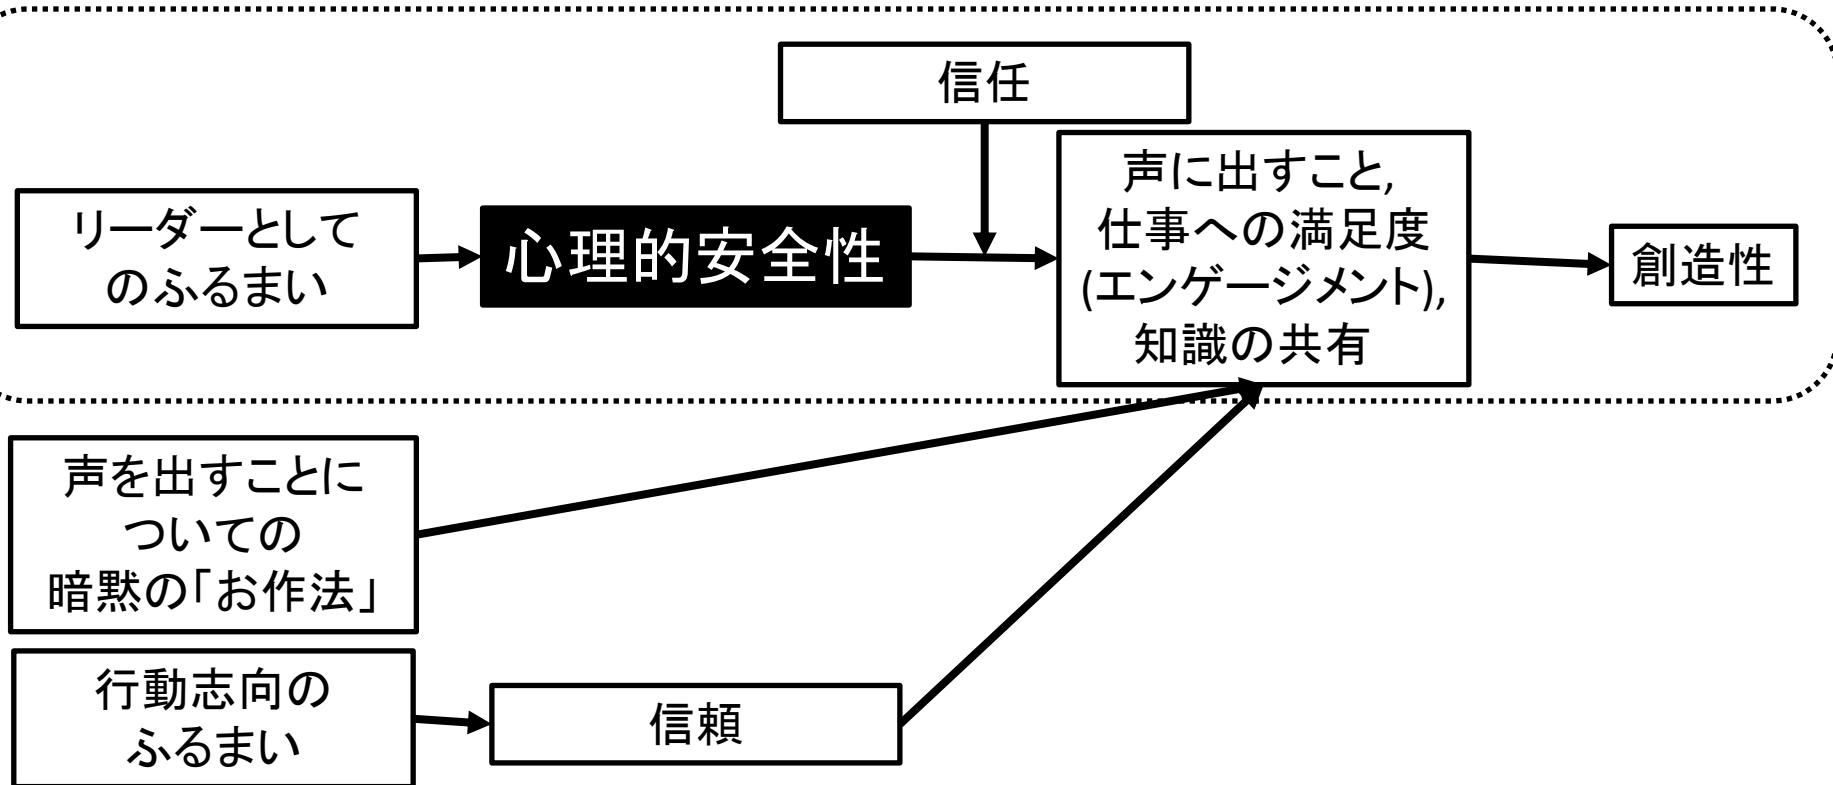 信任
リーダーとして
のふるまい
心理的安全性
声に出すこと,
仕事への満足度
(エンゲージメント),
知識の共有
創造性
声を出すことに
ついての
暗黙の「お作法」
行動志向の
ふるまい
信頼